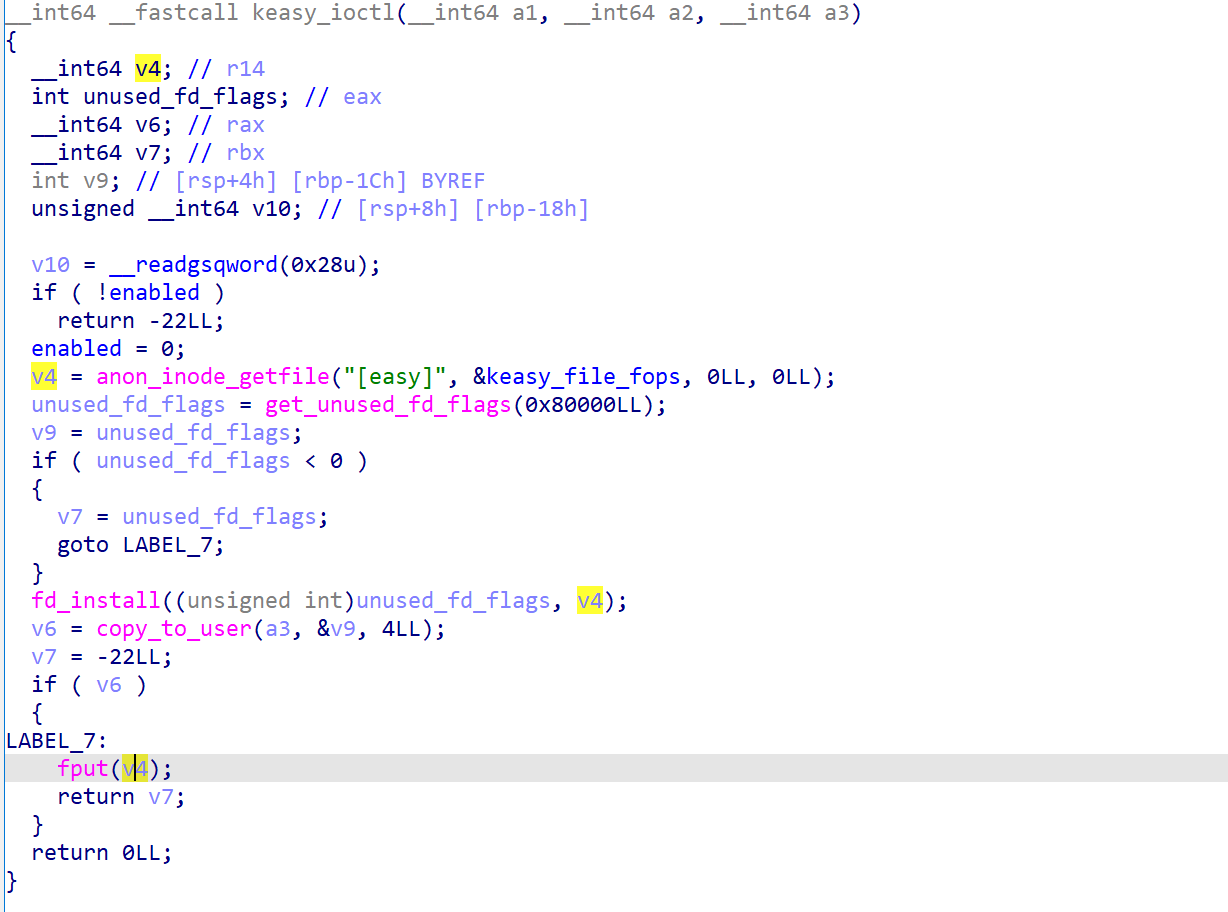 __int64 __fastcall keasy_ioctl(__int64 a1, __int64 a2, __int64 a3)
{
  __int64 v4; // r14
  int unused_fd_flags; // eax
  __int64 v6; // rax
  __int64 v7; // rbx
  int v9; // [rsp+4h] [rbp-1Ch] BYREF
  unsigned __int64 v10; // [rsp+8h] [rbp-18h]

  v10 = __readgsqword(0x28u);
  if ( !enabled )
    return -22LL;
  enabled = 0;
  v4 = anon_inode_getfile("[easy]", &keasy_file_fops, 0LL, 0LL);
  unused_fd_flags = get_unused_fd_flags(0x80000LL);
  v9 = unused_fd_flags;
  if ( unused_fd_flags < 0 )
  {
    v7 = unused_fd_flags;
    goto LABEL_7;
  }
  fd_install((unsigned int)unused_fd_flags, v4);
  v6 = copy_to_user(a3, &v9, 4LL);
  v7 = -22LL;
  if ( v6 )
  {
LABEL_7:
    fput(v4);
    return v7;
  }
  return 0LL;
}